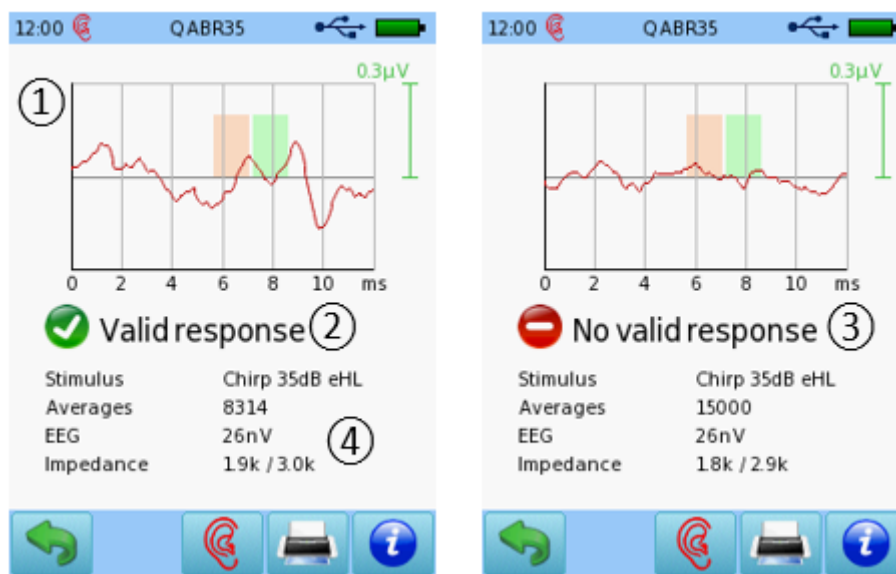 12:00 QABR35
0.3µV
①
0 2 4 6 8 10 ms
Valid response ②
Stimulus Chirp 35dB eHL
Averages 8314
EEG 26nV ④
Impedance 1.9k / 3.0k
12:00 QABR35
0.3µV
0 2 4 6 8 10 ms
No valid response ③
Stimulus Chirp 35dB eHL
Averages 15000
EEG 26nV
Impedance 1.8k / 2.9k